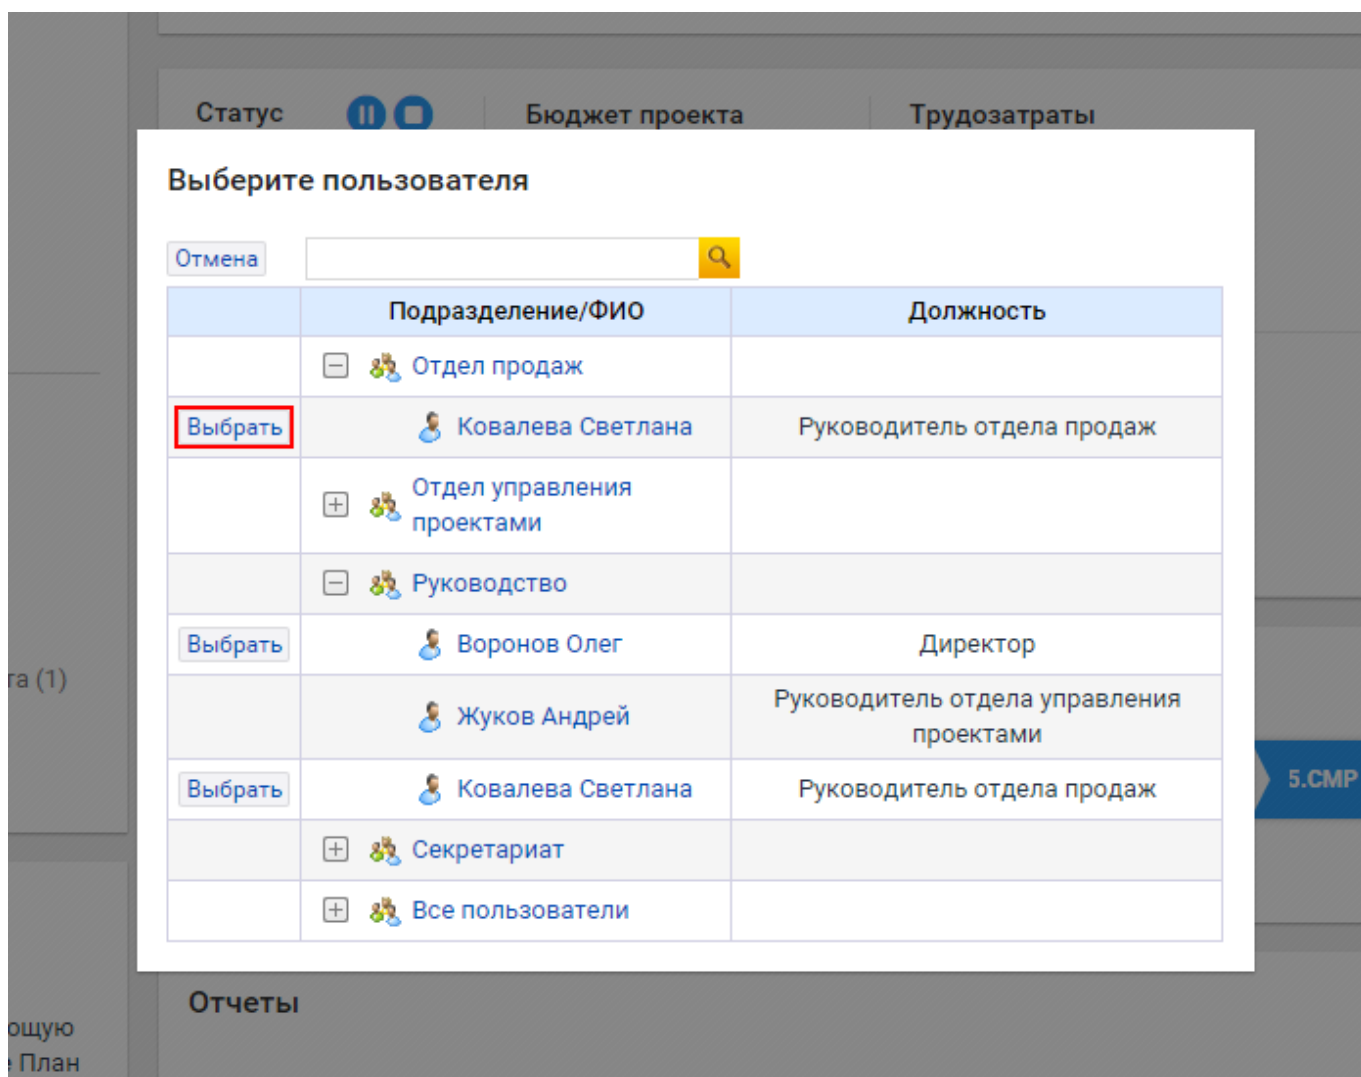 Статус Бюджет проекта Трудозатраты
Выберите пользователя
Отмена
Подразделение/ФИО Должность
Отдел продаж
Выбрать Ковалева Светлана Руководитель отдела продаж
Отдел управления
проектами
Руководство
Выбрать Воронов Олег Директор
та (1)
Жуков Андрей Руководитель отдела управления
проектами
Выбрать Ковалева Светлана Руководитель отдела продаж
5.СМР
Секретариат
Все пользователи
Отчеты
ощую
План